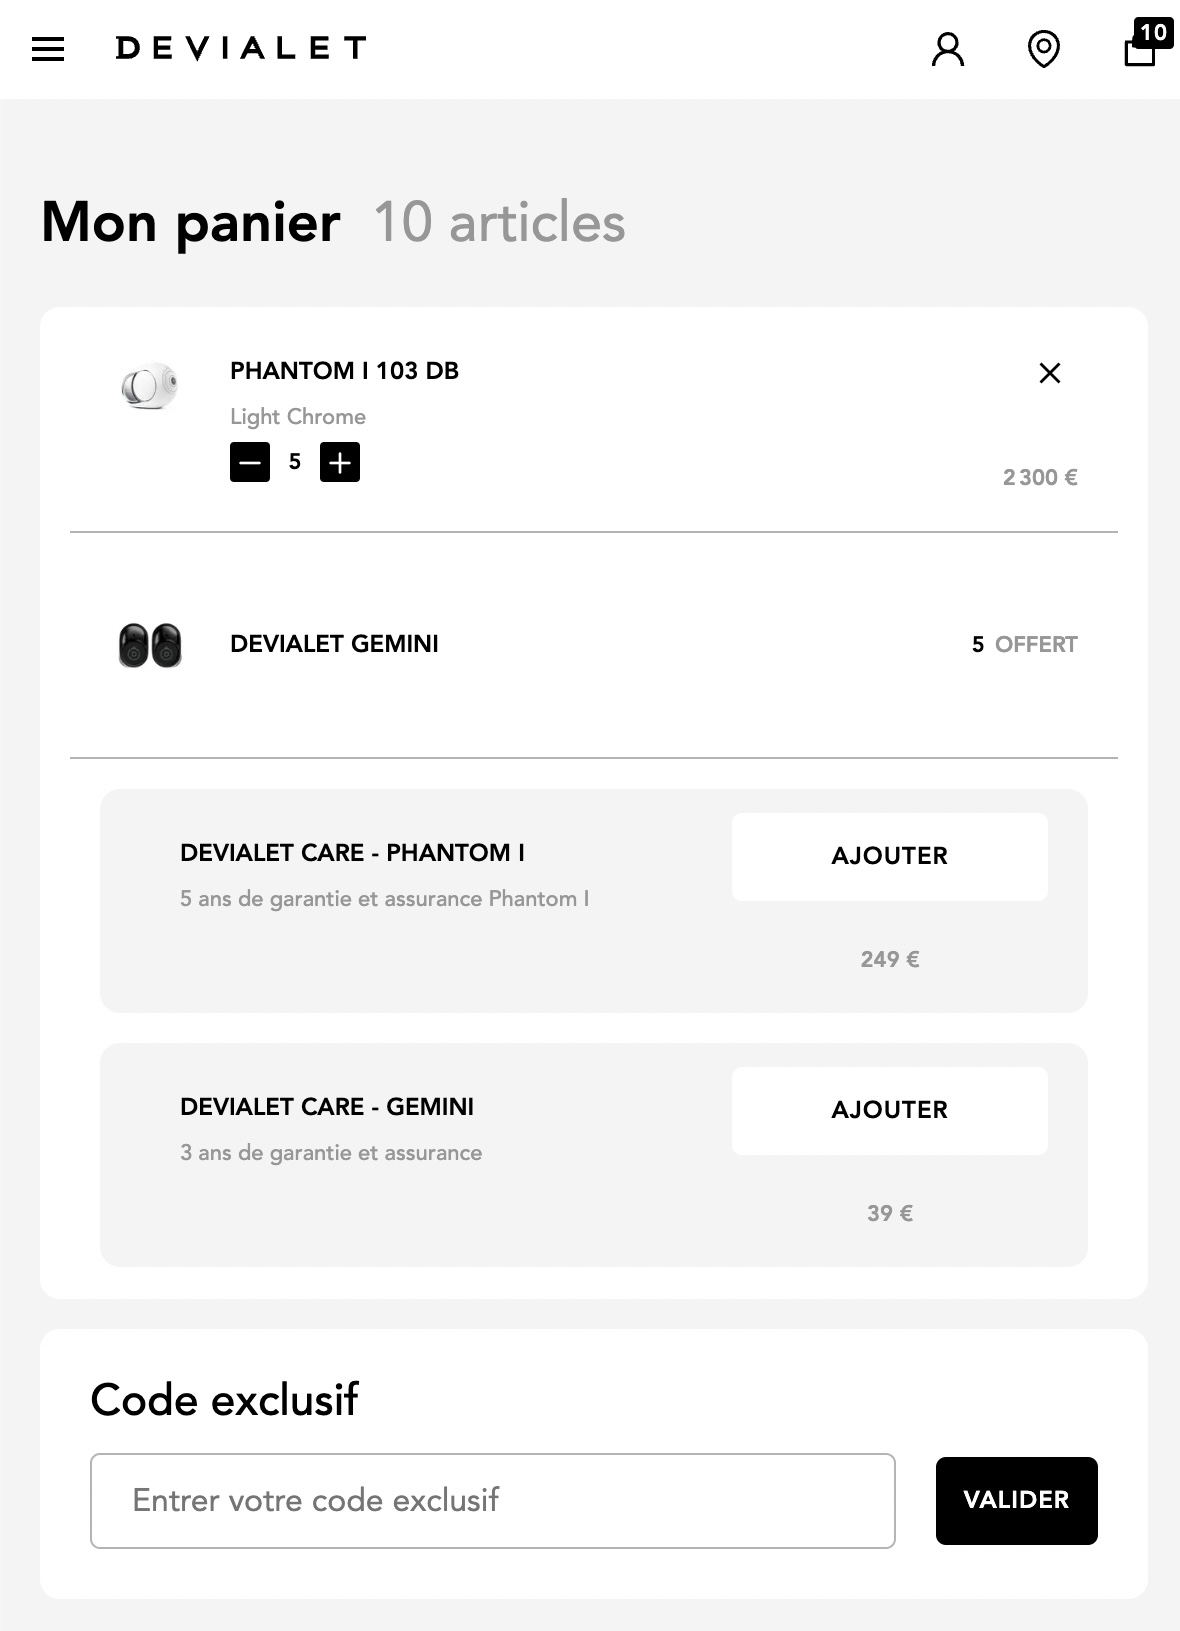 DEVIALET
10
Mon panier 10 articles
PHANTOM I 103 DB
Light Chrome
5
2 300 €
DEVIALET GEMINI
5 OFFERT
DEVIALET CARE - PHANTOM I
AJOUTER
5 ans de garantie et assurance Phantom I
249 €
DEVIALET CARE - GEMINI
AJOUTER
3 ans de garantie et assurance
39 €
Code exclusif
Entrer votre code exclusif
VALIDER